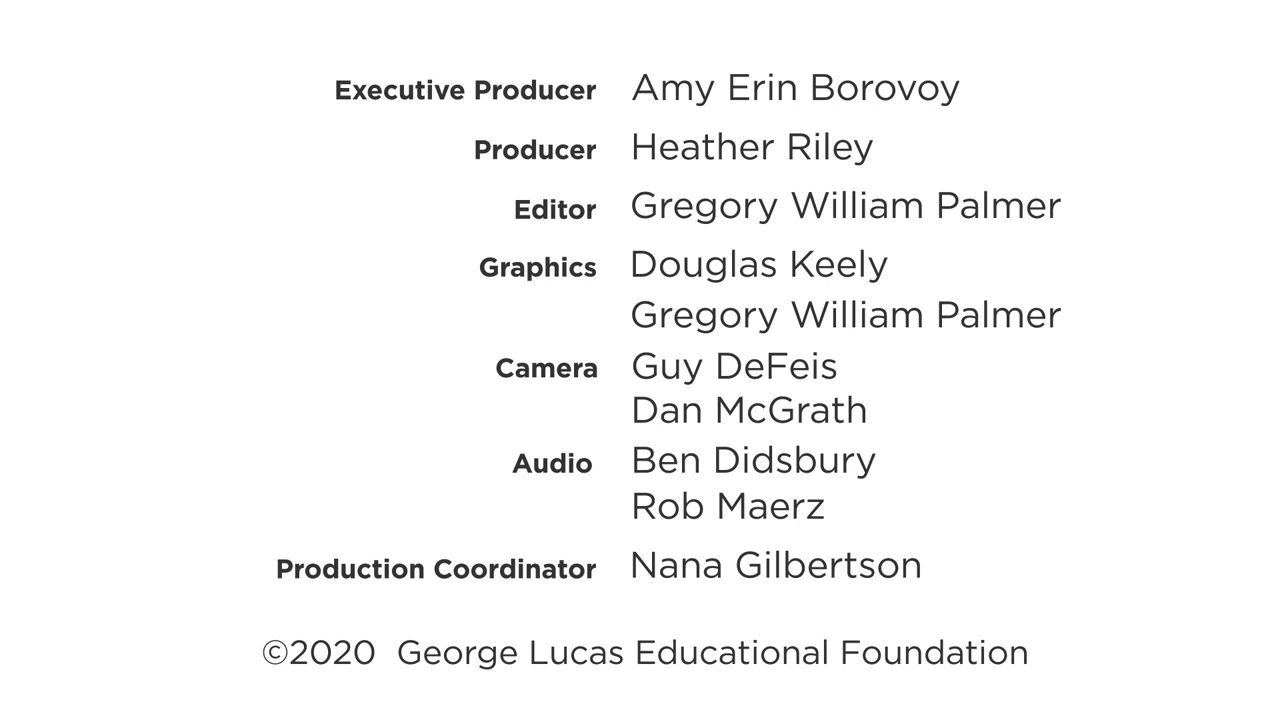 Executive Producer Amy Erin Borovoy
Producer Heather Riley
Editor Gregory William Palmer
Graphics Douglas Keely
Gregory William Palmer
Camera Guy DeFeis
Dan McGrath
Audio Ben Didsbury
Rob Maerz
Production Coordinator Nana Gilbertson
©2020 George Lucas Educational Foundation